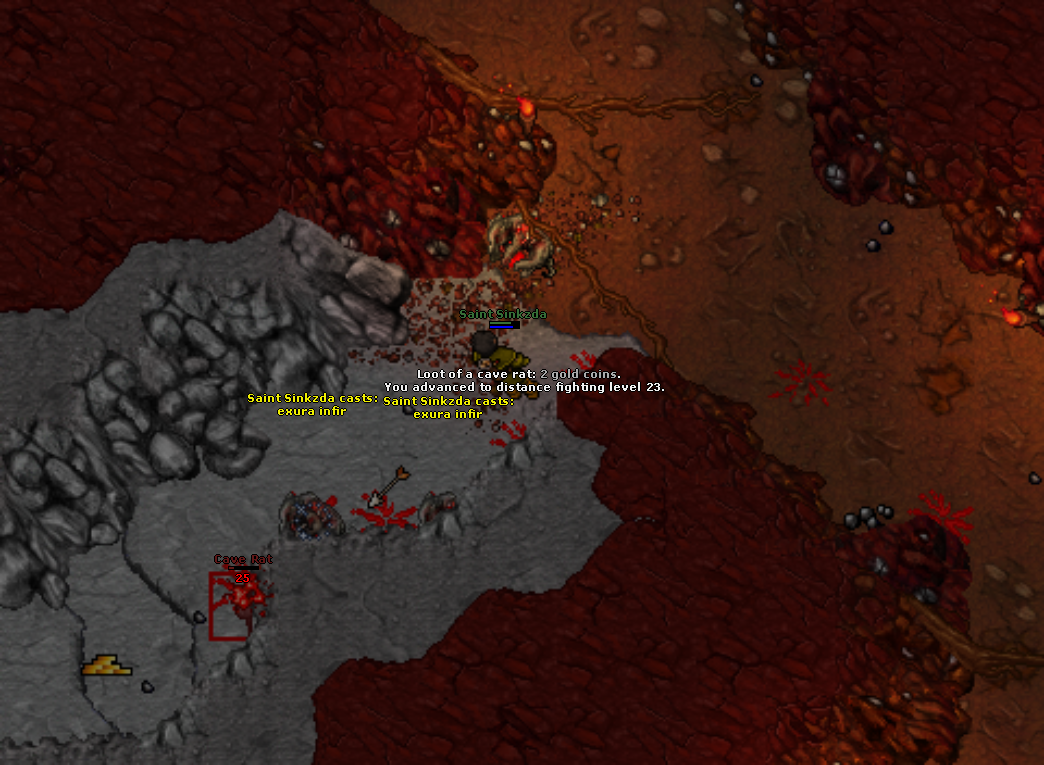 Saint Sinkzda
Loot of a cave rat: 2 gold coins.
You advanced to distance fighting level 23.
Saint Sinkzda casts:
exura infir
Saint Sinkzda casts:
exura infir
Cave Rat
25